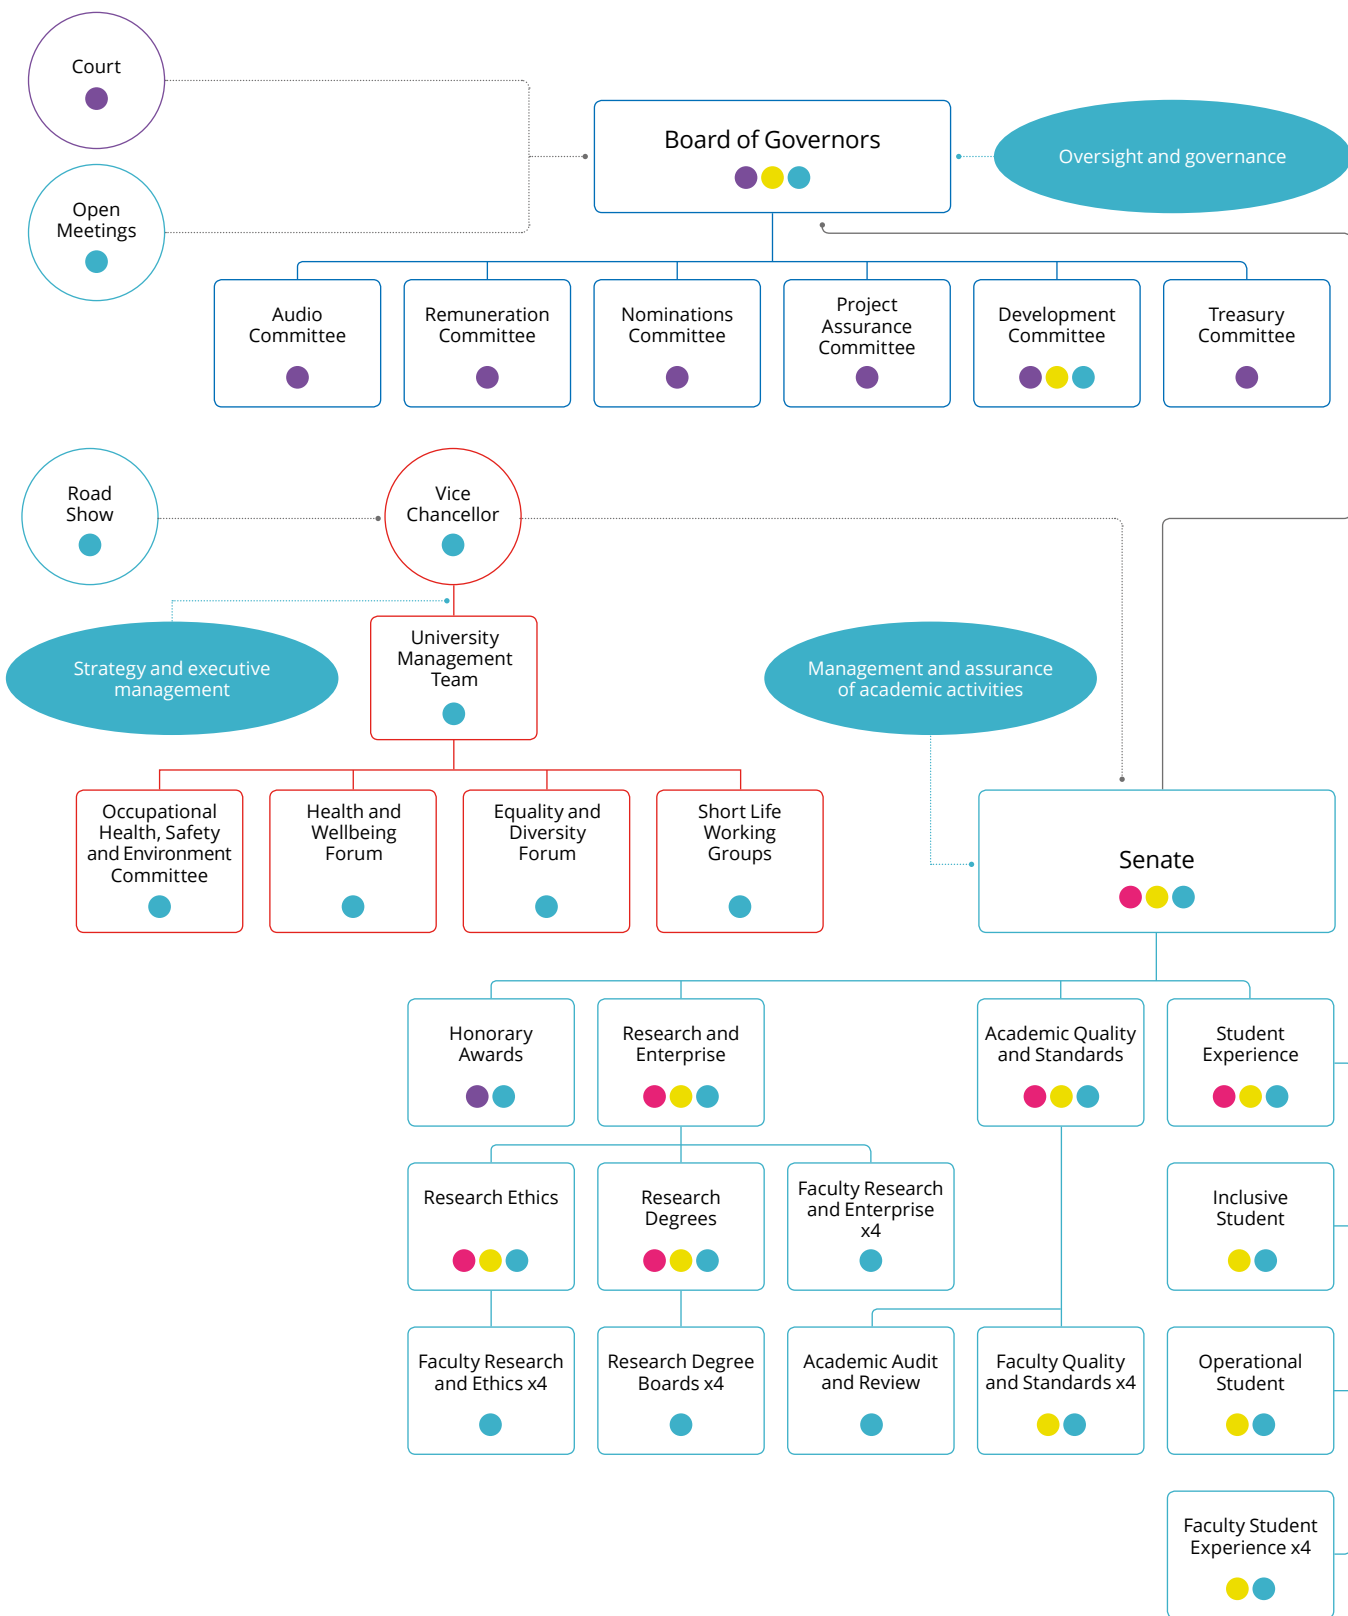 Court
Board of Governors
Oversight and governance
Open
Meetings
Audio
Committee
Remuneration
Committee
Nominations
Committee
Project
Assurance
Committee
Development
Committee
Treasury
Committee
Road
Show
Vice
Chancellor
University
Management
Team
Strategy and executive
management
Management and assurance
of academic activities
Occupational
Health, Safety
and Environment
Committee
Health and
Wellbeing
Forum
Equality and
Diversity
Forum
Short Life
Working
Groups
Senate
Honorary
Awards
Research and
Enterprise
Academic Quality
and Standards
Student
Experience
Research Ethics
Research
Degrees
Faculty Research
and Enterprise
x4
Inclusive
Student
Faculty Research
and Ethics x4
Research Degree
Boards x4
Academic Audit
and Review
Faculty Quality
and Standards x4
Operational
Student
Faculty Student
Experience x4